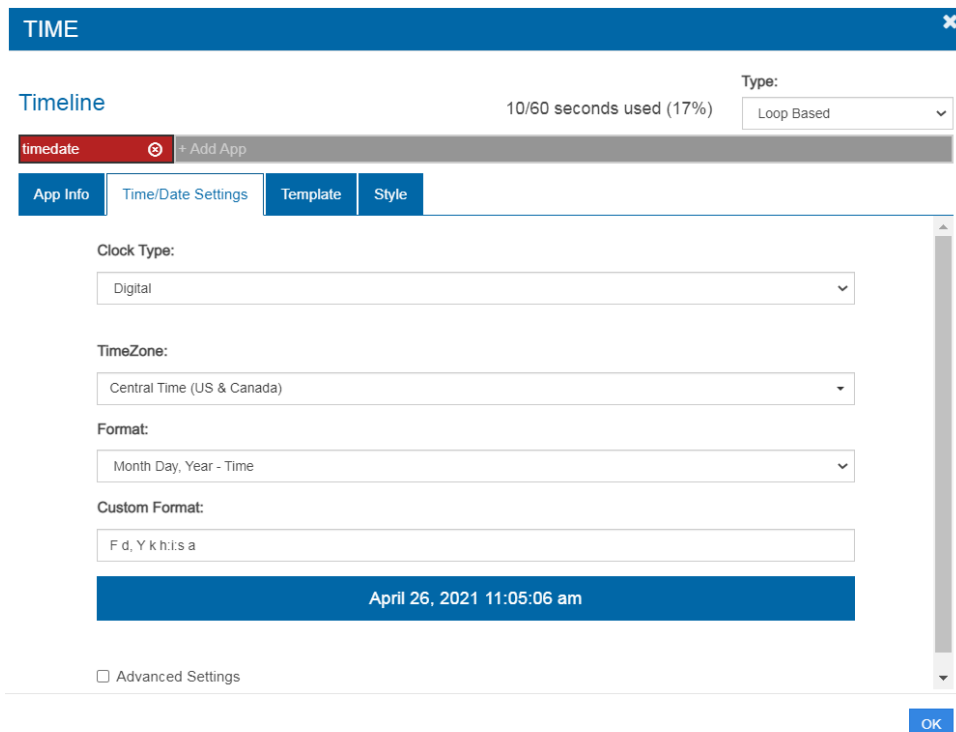 TIME
Type:
Timeline
10/60 seconds used (17%)
Loop Based
timedate
+ Add App
App Info
Time/Date Settings
Template
Style
Clock Type:
Digital
TimeZone:
Central Time (US & Canada)
Format:
Month Day, Year - Time
Custom Format:
F d, Y k h:i:s a
April 26, 2021 11:05:06 am
Advanced Settings
OK